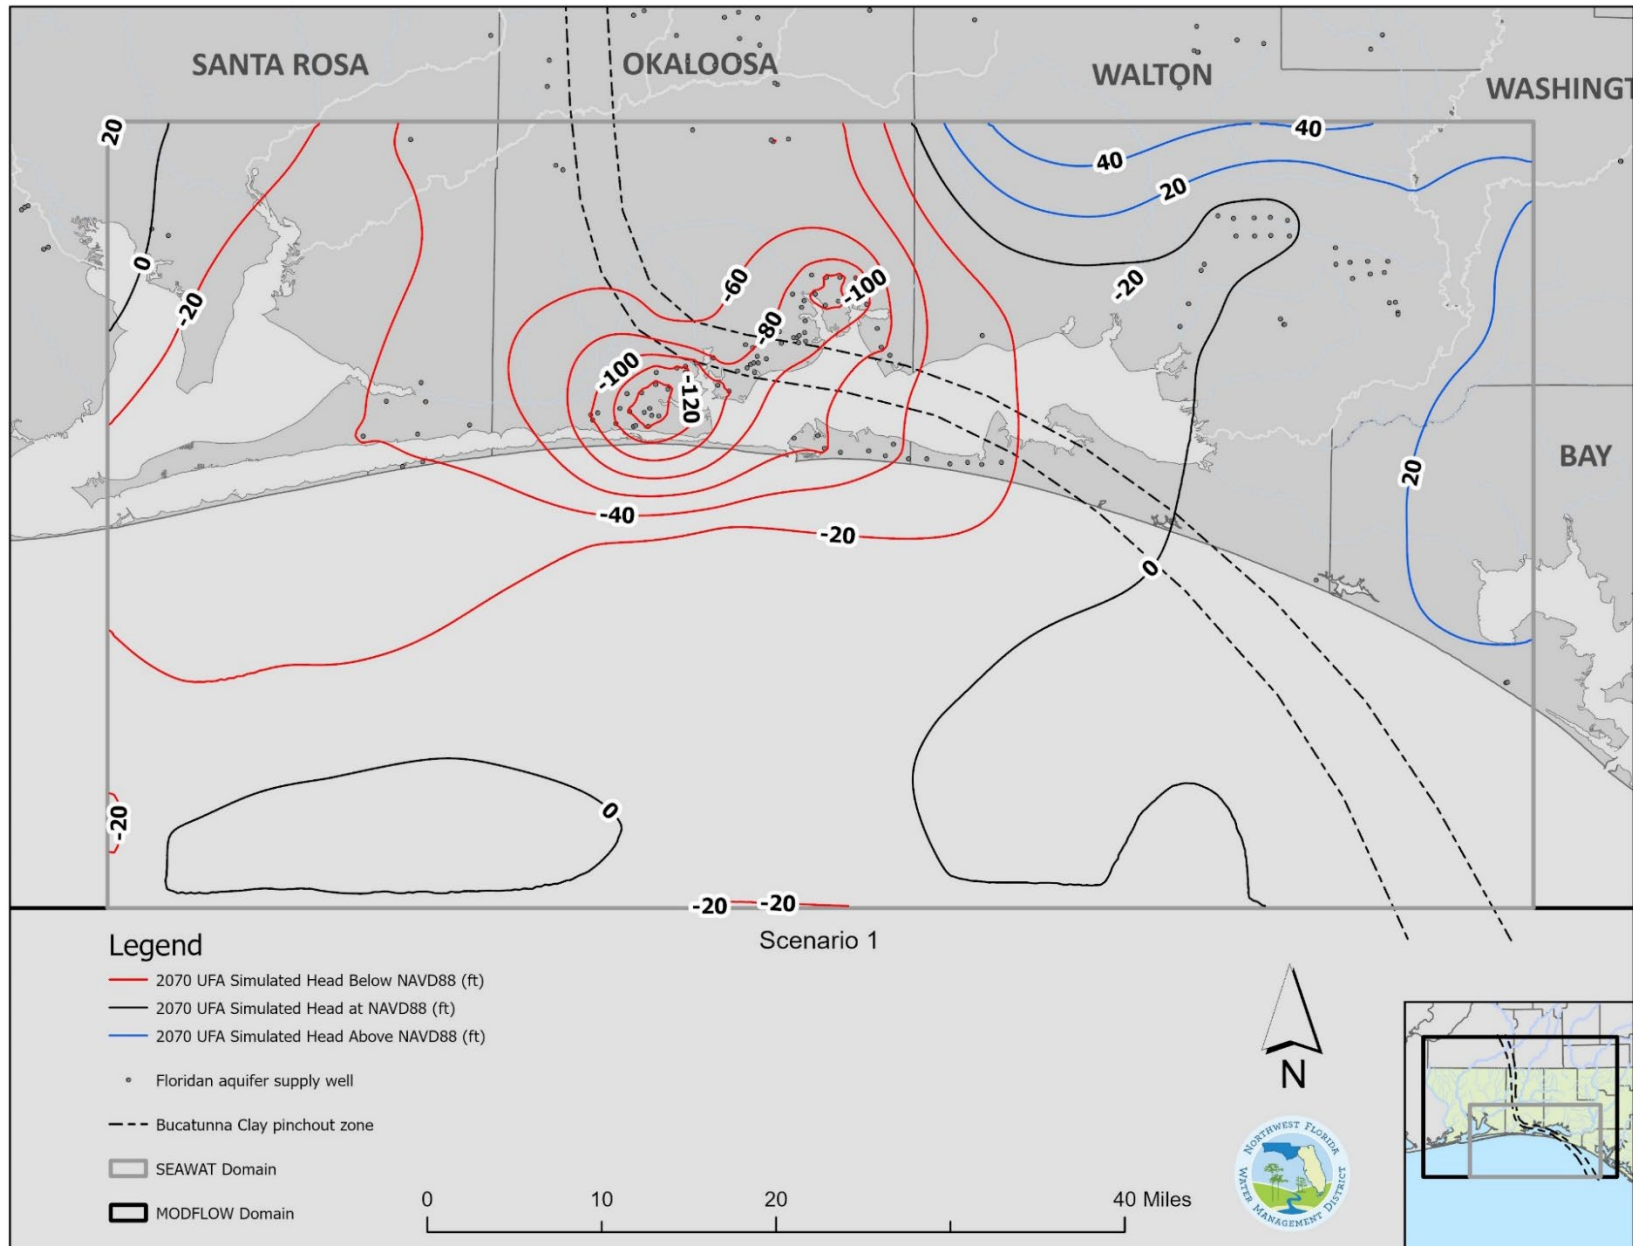 SANTA ROSA
OKALOOSA
WALTON
WASHINGT
BAY
20
0
-20
-60
-80
-100
-100
-120
-40
-20
-20
40
40
20
20
0
0
-20
-20
-20
Scenario 1
Legend
2070 UFA Simulated Head Below NAVD88 (ft)
2070 UFA Simulated Head at NAVD88 (ft)
2070 UFA Simulated Head Above NAVD88 (ft)
Floridan aquifer supply well
Bucatunna Clay pinchout zone
SEAWAT Domain
MODFLOW Domain
0 10 20 40 Miles
N
NORTHWEST FLORIDA
WATER MANAGEMENT DISTRICT